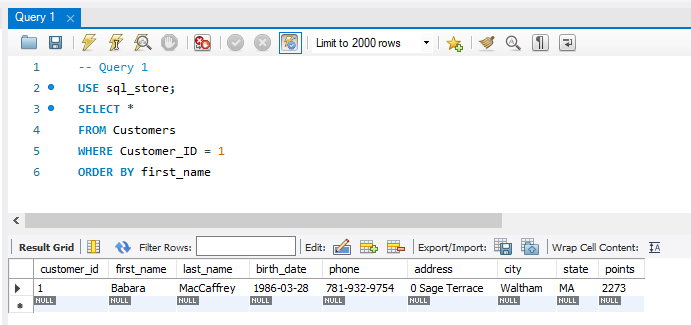 Query 1
Limit to 2000 rows
1 -- Query 1
2 USE sql_store;
3 SELECT *
4 FROM Customers
5 WHERE Customer_ID = 1
6 ORDER BY first_name
Result Grid Filter Rows: Edit: Export/Import: Wrap Cell Content:
customer_id first_name last_name birth_date phone address city state points
1 Babara MacCaffrey 1986-03-28 781-932-9754 0 Sage Terrace Waltham MA 2273
NULL NULL NULL NULL NULL NULL NULL NULL NULL